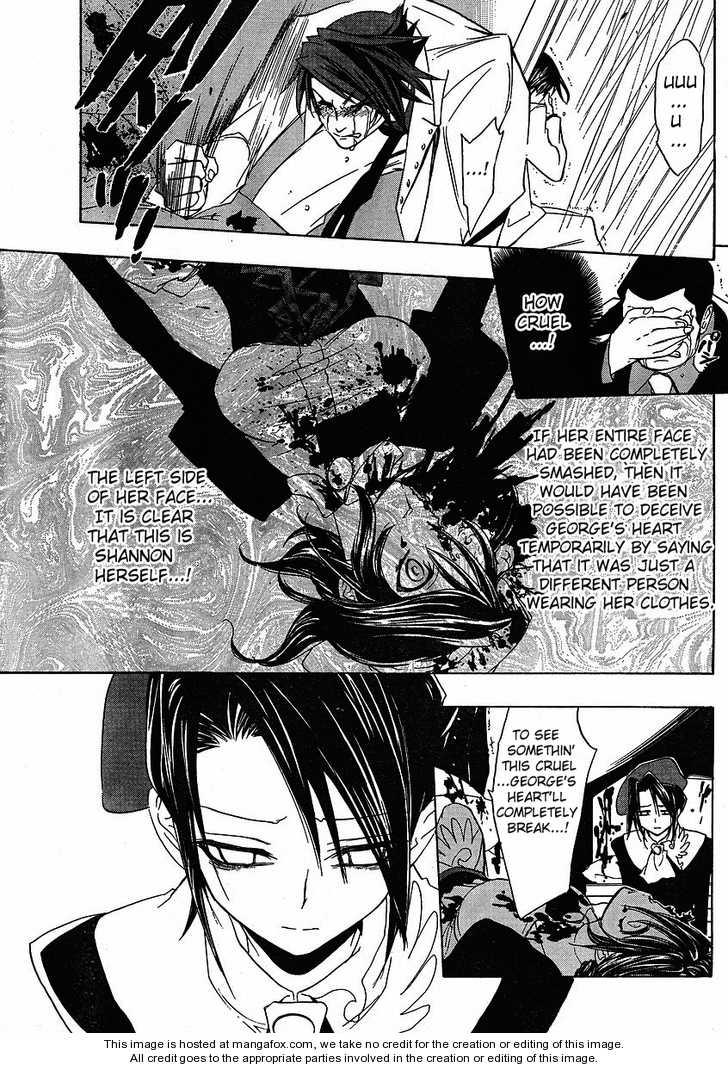 UUU
...
U
...
...!
HOW
CRUEL
...!
IF HER ENTIRE FACE
HAD BEEN COMPLETELY
SMASHED, THEN IT
WOULD HAVE BEEN
POSSIBLE TO DECEIVE
GEORGE'S HEART
TEMPORARILY BY SAYING
THAT IT WAS JUST A
DIFFERENT PERSON
WEARING HER CLOTHES.
THE LEFT SIDE
OF HER FACE...
IT IS CLEAR
THAT THIS IS
SHANNON
HERSELF...!
TO SEE
SOMETHIN'
THIS CRUEL
...GEORGE'S
HEART'LL
COMPLETELY
BREAK...!
This image is hosted at mangafox.com, we take no credit for the creation or editing of this image.
All credit goes to the appropriate parties involved in the creation or editing of this image.